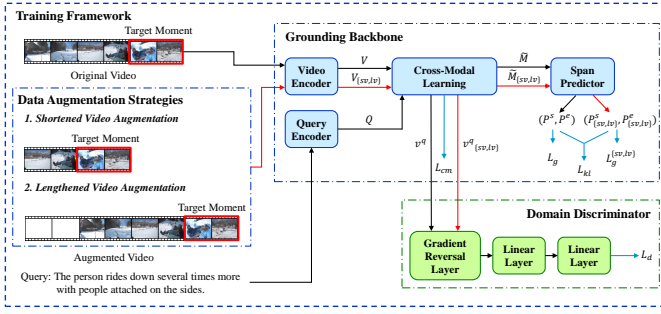 Training Framework
Target Moment
Original Video
Data Augmentation Strategies
1. Shortened Video Augmentation
Target Moment
2. Lengthened Video Augmentation
Target Moment
Augmented Video
Query: The person rides down several times more
with people attached on the sides.
Grounding Backbone
Video
Encoder
Query
Encoder
V
V_{sv,lv}
Q
Cross-Modal
Learning
M̃
M̃_{sv,lv}
Span
Predictor
(P^s, P^e)
(P^s_{sv,lv}, P^e_{sv,lv})
L_g
L_kl
L_g^{sv,lv}
v^q
L_cm
v^q_{sv,lv}
Domain Discriminator
Gradient
Reversal
Layer
Linear
Layer
Linear
Layer
L_d